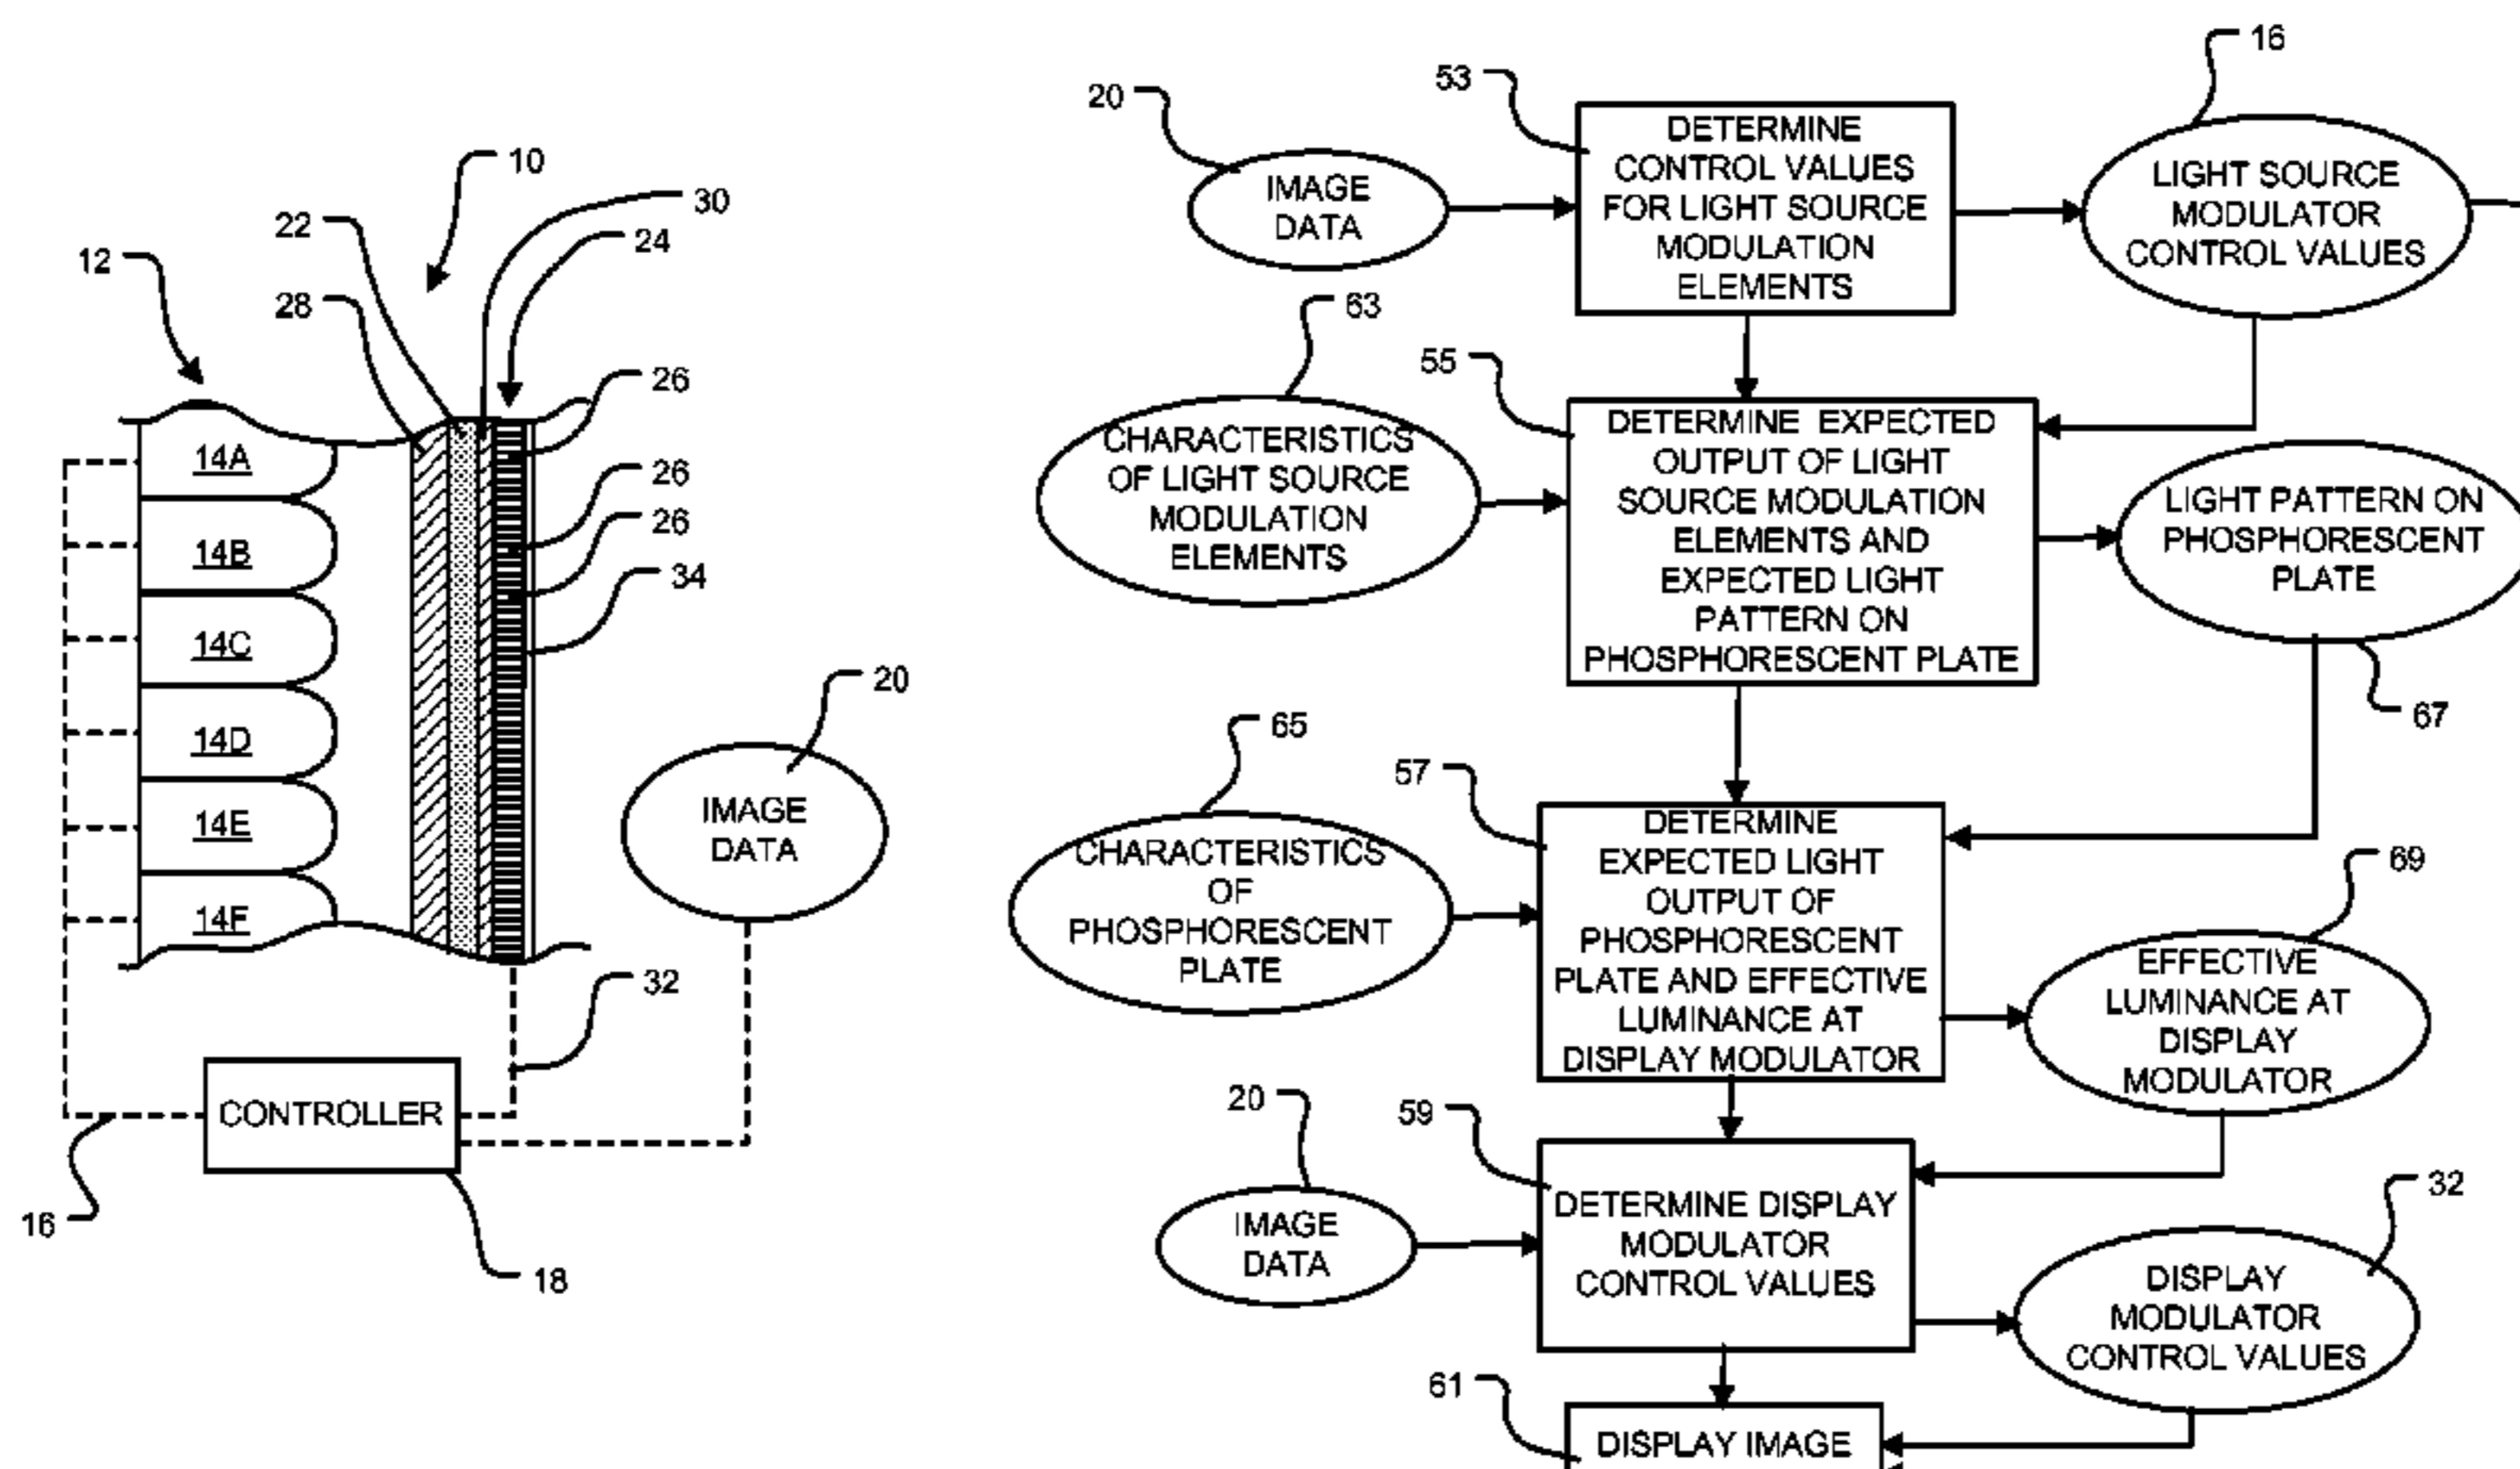 10
30
22
24
12
28
26
26
26
34
14A
14B
14C
14D
14E
14F
20
IMAGE
DATA
32
CONTROLLER
16
18
16
53
20
DETERMINE
CONTROL VALUES
FOR LIGHT SOURCE
MODULATION
ELEMENTS
IMAGE
DATA
LIGHT SOURCE
MODULATOR
CONTROL VALUES
63
55
CHARACTERISTICS
OF LIGHT SOURCE
MODULATION
ELEMENTS
DETERMINE EXPECTED
OUTPUT OF LIGHT
SOURCE MODULATION
ELEMENTS AND
EXPECTED LIGHT
PATTERN ON
PHOSPHORESCENT PLATE
LIGHT PATTERN ON
PHOSPHORESCENT
PLATE
67
65
57
CHARACTERISTICS
OF
PHOSPHORESCENT
PLATE
DETERMINE
EXPECTED LIGHT
OUTPUT OF
PHOSPHORESCENT
PLATE AND EFFECTIVE
LUMINANCE AT
DISPLAY MODULATOR
69
EFFECTIVE
LUMINANCE AT
DISPLAY
MODULATOR
20
59
IMAGE
DATA
DETERMINE DISPLAY
MODULATOR
CONTROL VALUES
32
DISPLAY
MODULATOR
CONTROL VALUES
61
DISPLAY IMAGE